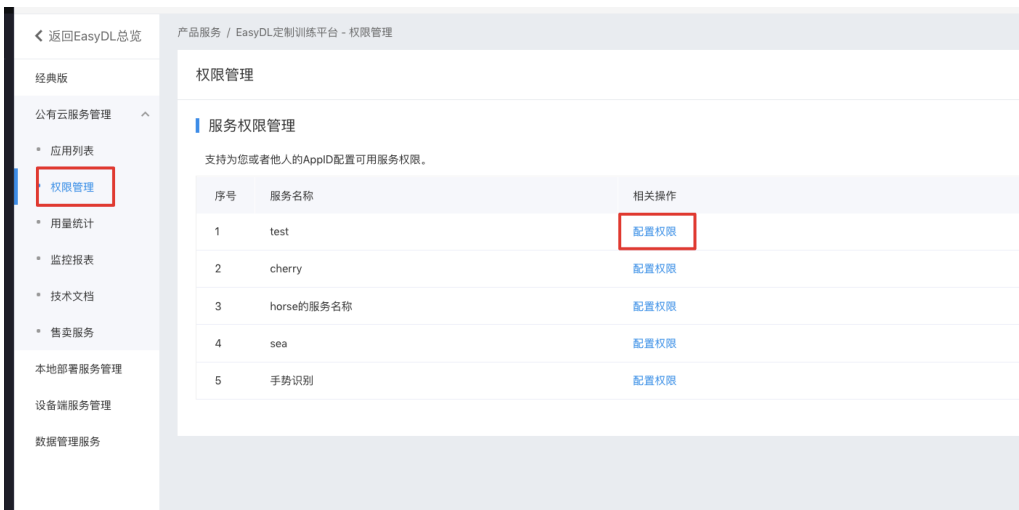 返回EasyDL总览
产品服务 / EasyDL定制训练平台 - 权限管理
经典版
公有云服务管理
应用列表
权限管理
用量统计
监控报表
技术文档
售卖服务
本地部署服务管理
设备端服务管理
数据管理服务
权限管理
服务权限管理
支持为您或者他人的AppID配置可用服务权限。
序号 服务名称 相关操作
1 test 配置权限
2 cherry 配置权限
3 horse的服务名称 配置权限
4 sea 配置权限
5 手势识别 配置权限